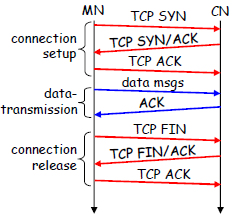 MN CN
TCP SYN
connection
setup
TCP SYN/ACK
TCP ACK
data-
transmission
data msgs
ACK
connection
release
TCP FIN
TCP FIN/ACK
TCP ACK